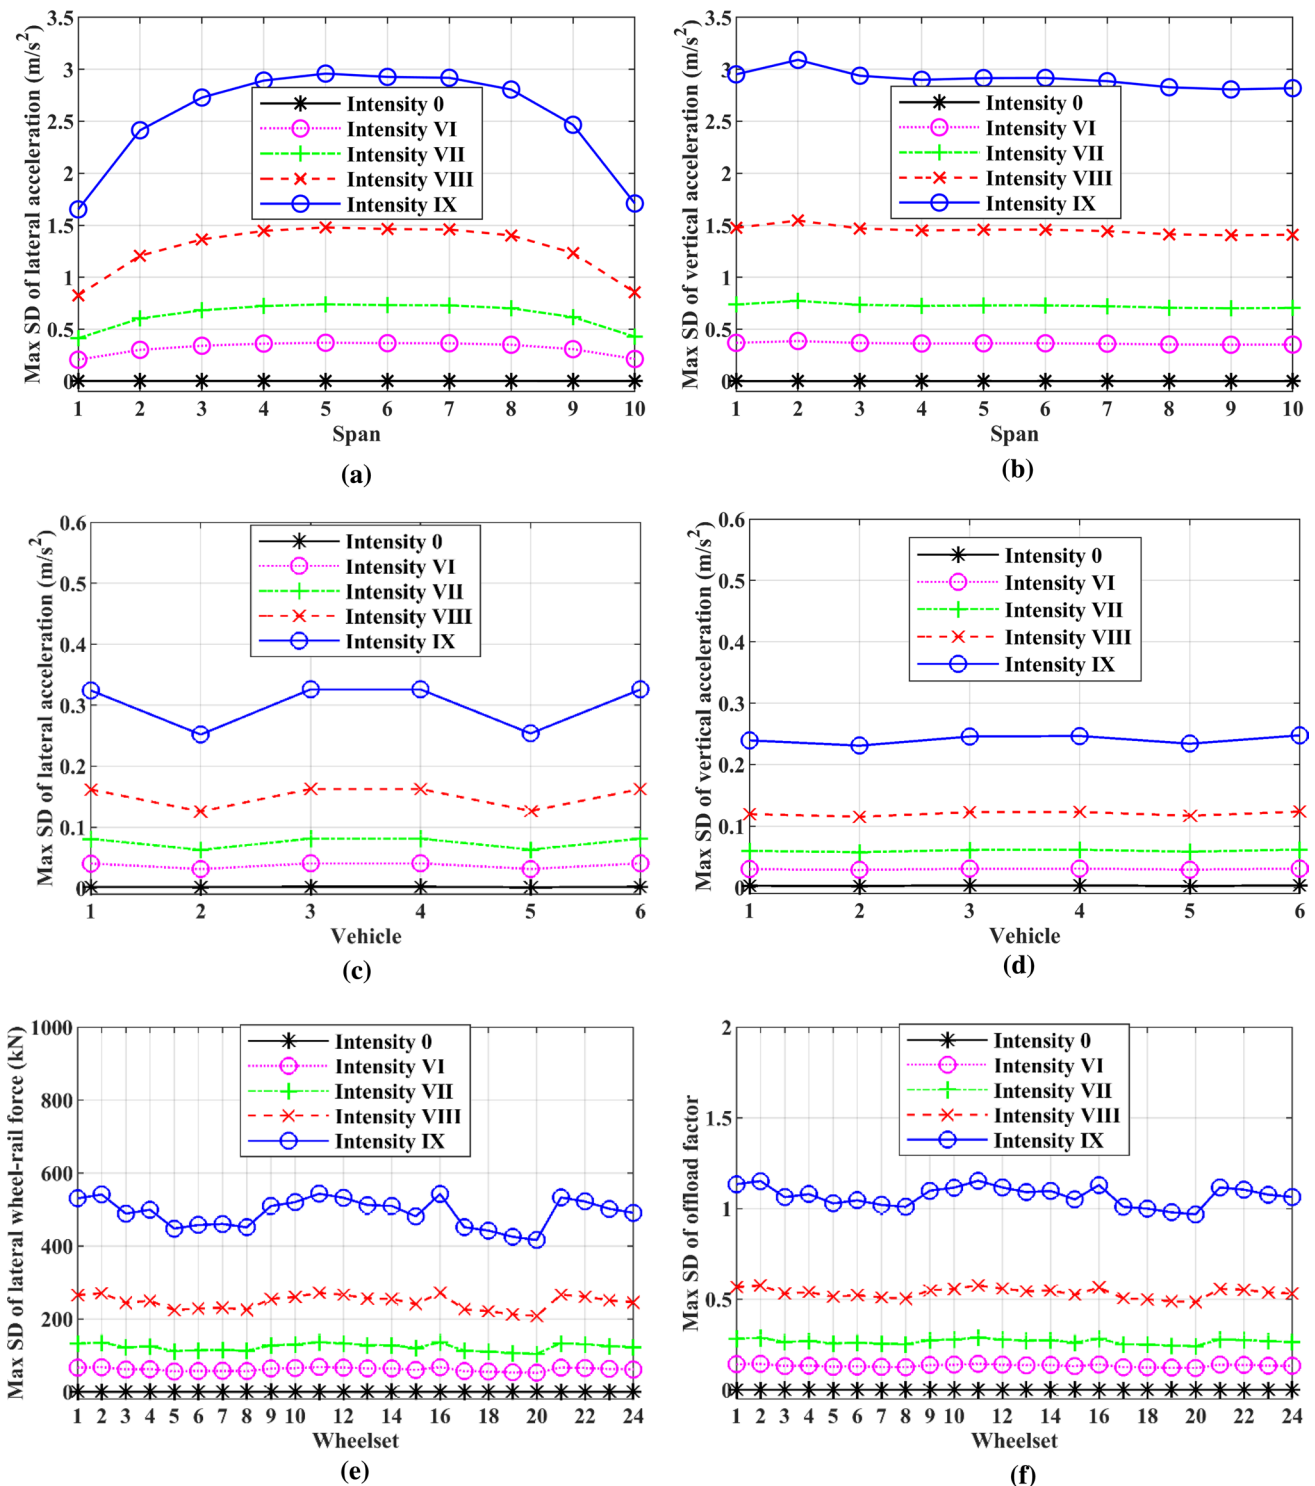 Max SD of lateral acceleration (m/s²)
3.5
3
2.5
2
1.5
1
0.5
0
Intensity 0
Intensity VI
Intensity VII
Intensity VIII
Intensity IX
1 2 3 4 5 6 7 8 9 10
Span
(a)
Max SD of vertical acceleration (m/s²)
3.5
3
2.5
2
1.5
1
0.5
0
Intensity 0
Intensity VI
Intensity VII
Intensity VIII
Intensity IX
1 2 3 4 5 6 7 8 9 10
Span
(b)
Max SD of lateral acceleration (m/s²)
0.6
0.5
0.4
0.3
0.2
0.1
0
Intensity 0
Intensity VI
Intensity VII
Intensity VIII
Intensity IX
1 2 3 4 5 6
Vehicle
(c)
Max SD of vertical acceleration (m/s²)
0.6
0.5
0.4
0.3
0.2
0.1
0
Intensity 0
Intensity VI
Intensity VII
Intensity VIII
Intensity IX
1 2 3 4 5 6
Vehicle
(d)
Max SD of lateral wheel-rail force (kN)
1000
800
600
400
200
0
Intensity 0
Intensity VI
Intensity VII
Intensity VIII
Intensity IX
1 2 3 4 5 6 7 8 9 10 12 14 16 18 20 22 24
Wheelset
(e)
Max SD of offload factor
2
1.5
1
0.5
0
Intensity 0
Intensity VI
Intensity VII
Intensity VIII
Intensity IX
1 2 3 4 5 6 7 8 9 10 12 14 16 18 20 22 24
Wheelset
(f)